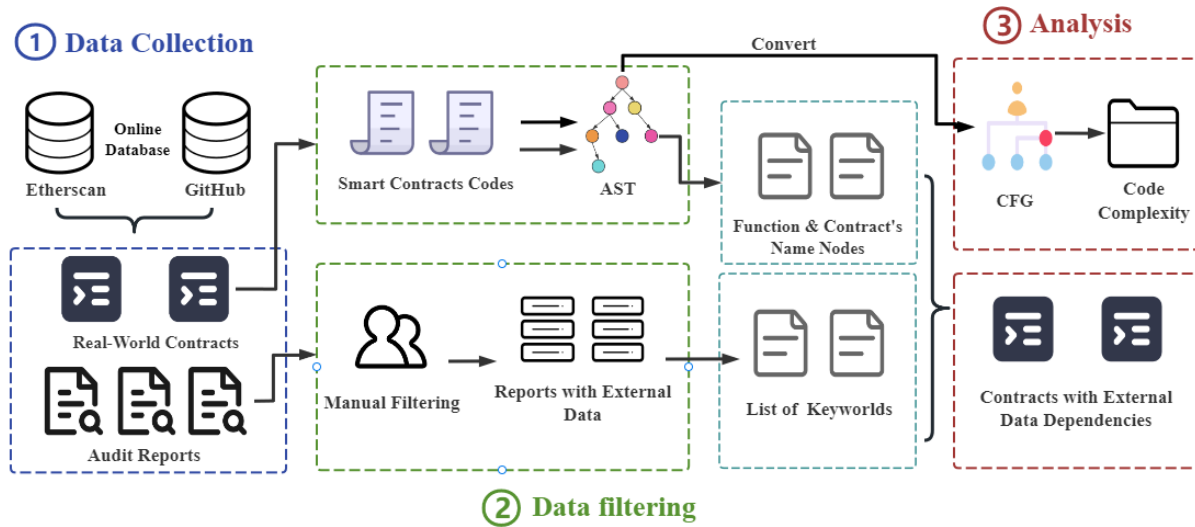 ① Data Collection
Online
Database
Etherscan
GitHub
Real-World Contracts
Audit Reports
Smart Contracts Codes
AST
Convert
Manual Filtering
Reports with External
Data
② Data filtering
Function & Contract's
Name Nodes
List of Keyworlds
③ Analysis
CFG
Code
Complexity
Contracts with External
Data Dependencies